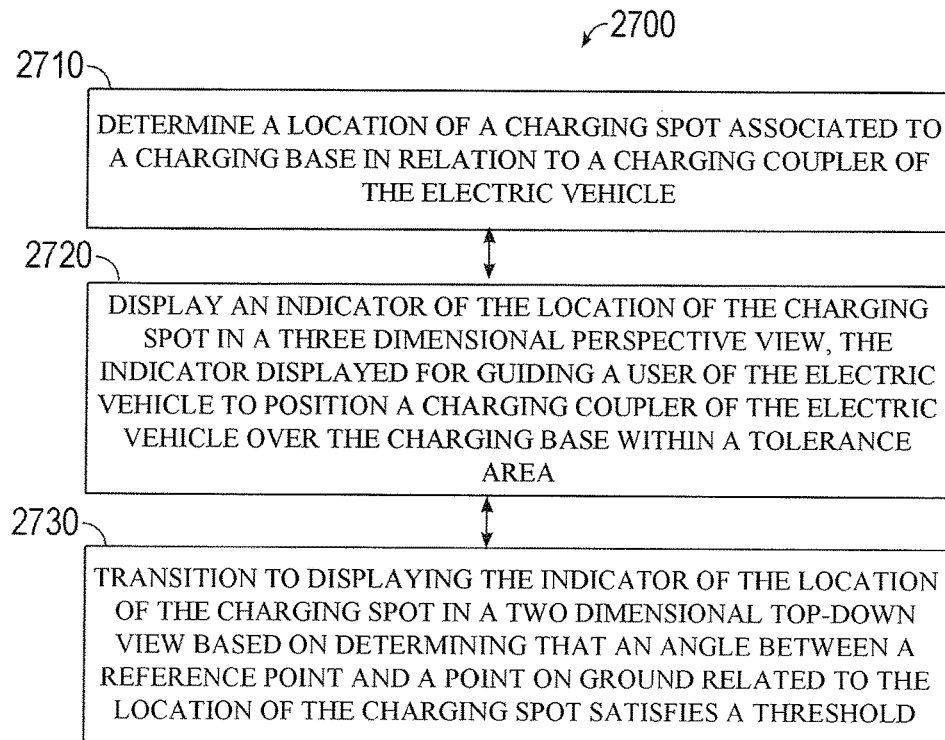 2700
2710
DETERMINE A LOCATION OF A CHARGING SPOT ASSOCIATED TO
A CHARGING BASE IN RELATION TO A CHARGING COUPLER OF
THE ELECTRIC VEHICLE
2720
DISPLAY AN INDICATOR OF THE LOCATION OF THE CHARGING
SPOT IN A THREE DIMENSIONAL PERSPECTIVE VIEW, THE
INDICATOR DISPLAYED FOR GUIDING A USER OF THE ELECTRIC
VEHICLE TO POSITION A CHARGING COUPLER OF THE ELECTRIC
VEHICLE OVER THE CHARGING BASE WITHIN A TOLERANCE
AREA
2730
TRANSITION TO DISPLAYING THE INDICATOR OF THE LOCATION
OF THE CHARGING SPOT IN A TWO DIMENSIONAL TOP-DOWN
VIEW BASED ON DETERMINING THAT AN ANGLE BETWEEN A
REFERENCE POINT AND A POINT ON GROUND RELATED TO THE
LOCATION OF THE CHARGING SPOT SATISFIES A THRESHOLD